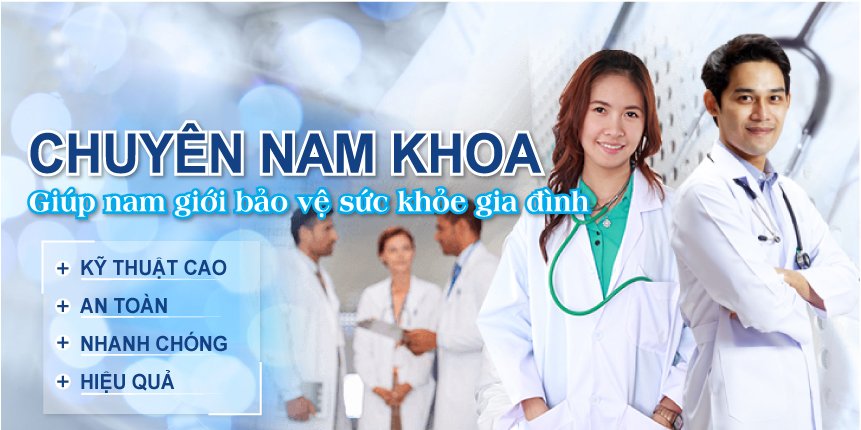 CHUYÊN NAM KHOA
Giúp nam giới bảo vệ sức khỏe gia đình
+ KỸ THUẬT CAO
+ AN TOÀN
+ NHANH CHÓNG
+ HIỆU QUẢ